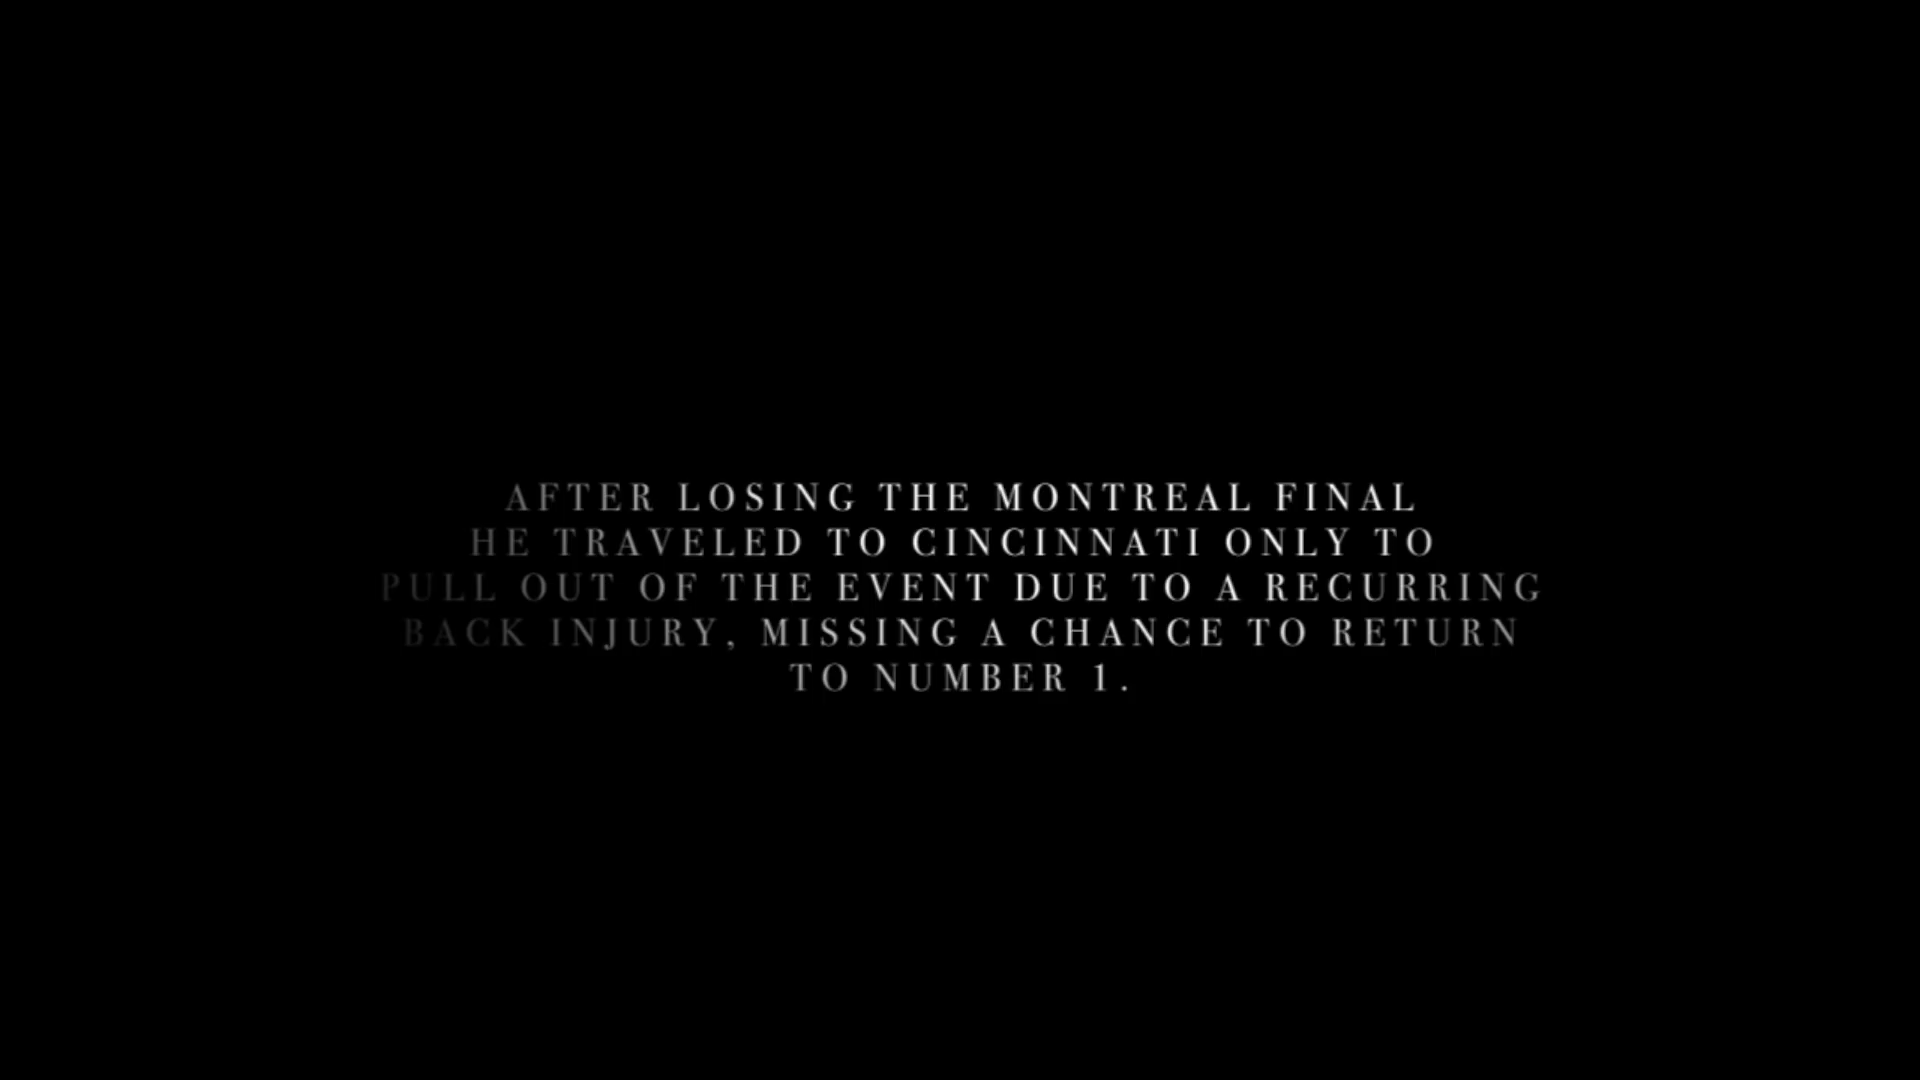 AFTER LOSING THE MONTREAL FINAL
HE TRAVELED TO CINCINNATI ONLY TO
PULL OUT OF THE EVENT DUE TO A RECURRING
BACK INJURY, MISSING A CHANCE TO RETURN
TO NUMBER 1.